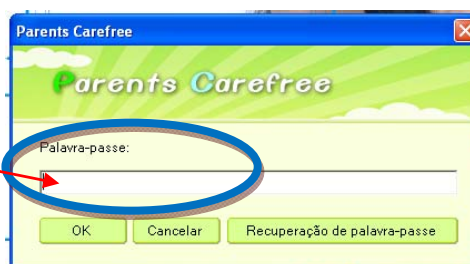 Parents Carefree
Parents Carefree
Palavra-passe:
OK
Cancelar
Recuperação de palavra-passe